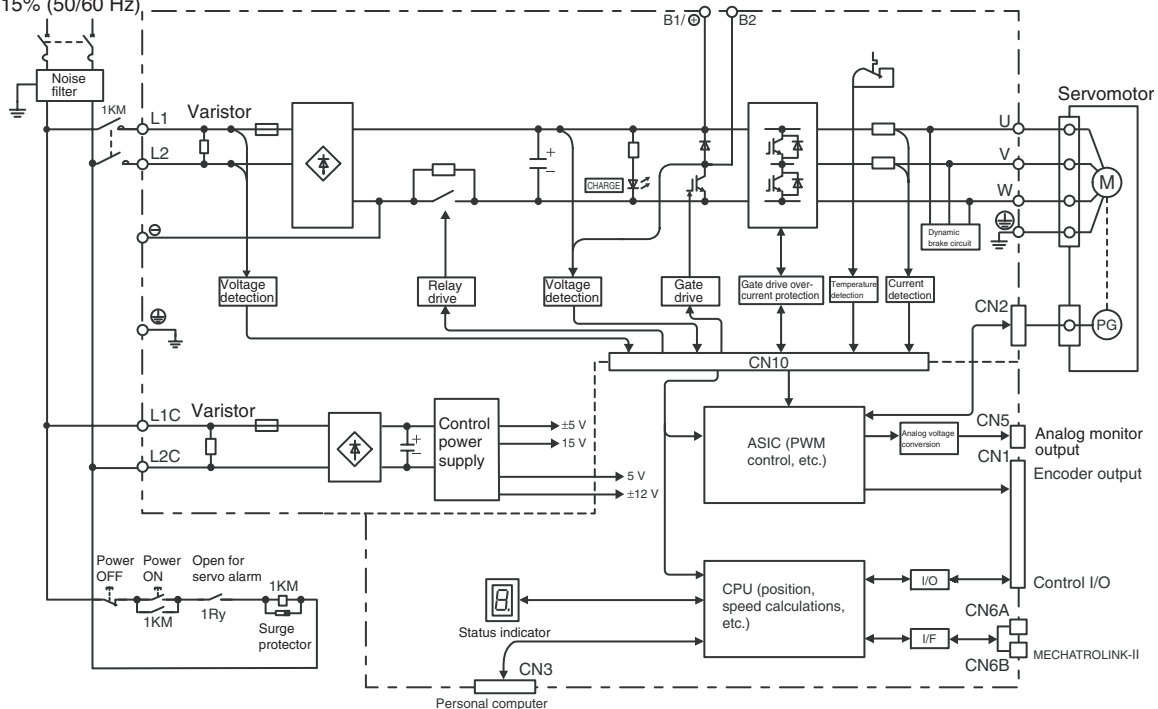 15% (50/60 Hz)
B1/⊕
B2
Noise
filter
Servomotor
1KM
L1
Varistor
U
L2
V
+
−
CHARGE
W
M
⊖
Dynamic
brake circuit
Voltage
detection
Relay
drive
Voltage
detection
Gate
drive
Gate drive over-
current protection
Temperature
detection
Current
detection
CN2
PG
CN10
L1C
Varistor
L2C
+
−
Control
power
supply
±5 V
15 V
5 V
±12 V
ASIC (PWM
control, etc.)
Analog voltage
conversion
CN5
Analog monitor
output
CN1
Encoder output
Power
OFF
Power
ON
Open for
servo alarm
1KM
1KM
1Ry
Surge
protector
8.
Status indicator
CPU (position,
speed calculations,
etc.)
I/O
Control I/O
CN6A
I/F
MECHATROLINK-II
CN6B
CN3
Personal computer